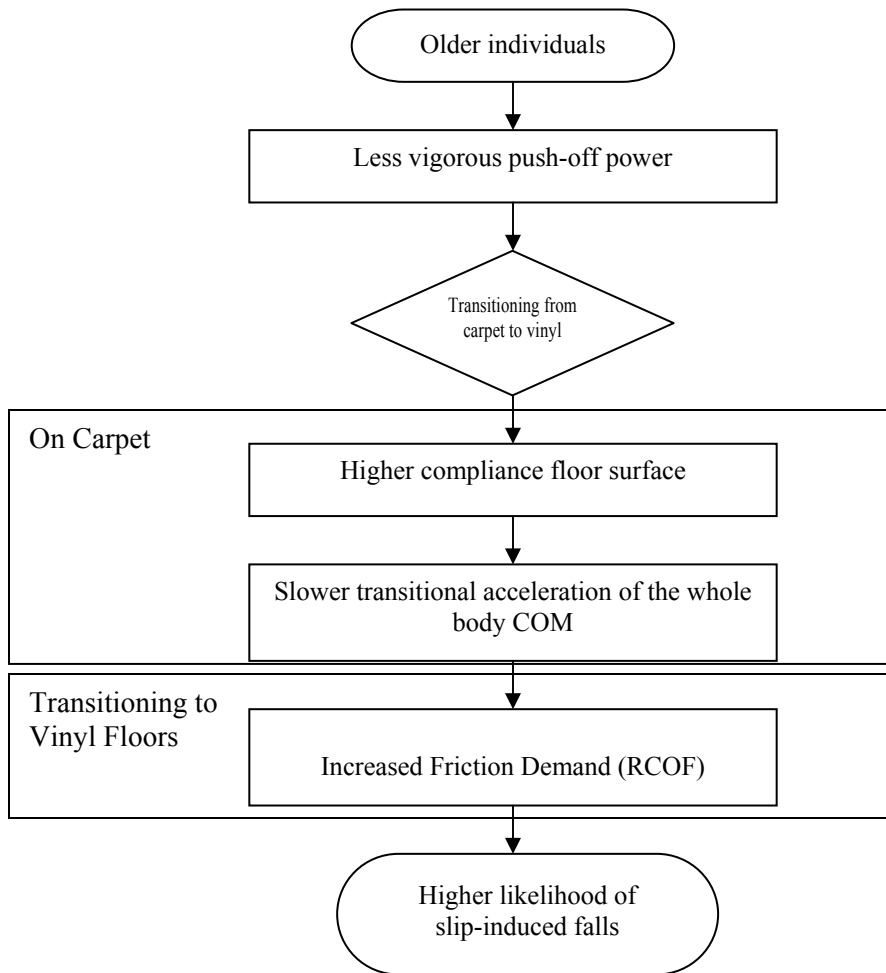 Older individuals
Less vigorous push-off power
Transitioning from
carpet to vinyl
On Carpet
Higher compliance floor surface
Slower transitional acceleration of the whole
body COM
Transitioning to
Vinyl Floors
Increased Friction Demand (RCOF)
Higher likelihood of
slip-induced falls